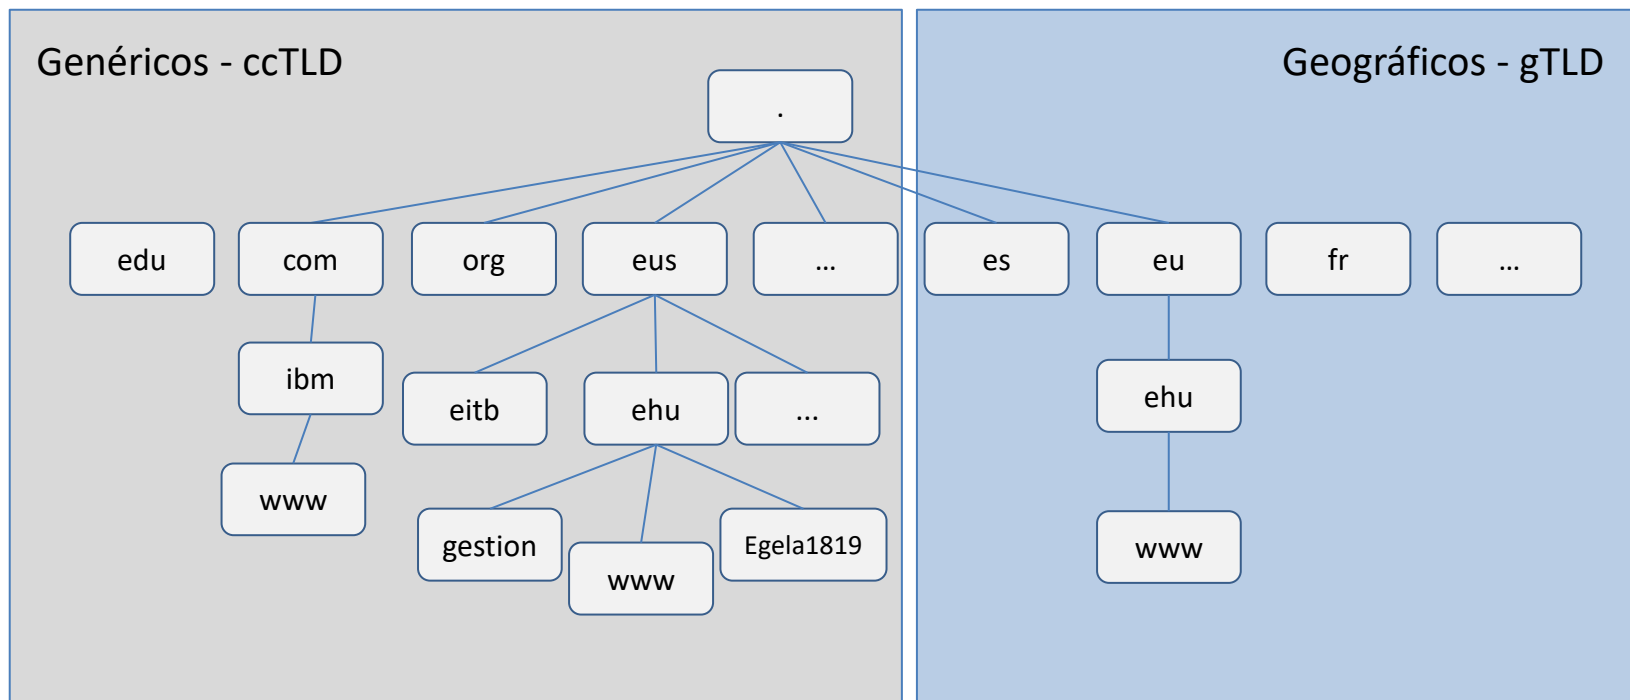 Genéricos - ccTLD
Geográficos - gTLD
.
edu
com
org
eus
...
es
eu
fr
...
ibm
eitb
ehu
...
ehu
www
gestion
www
Egela1819
www